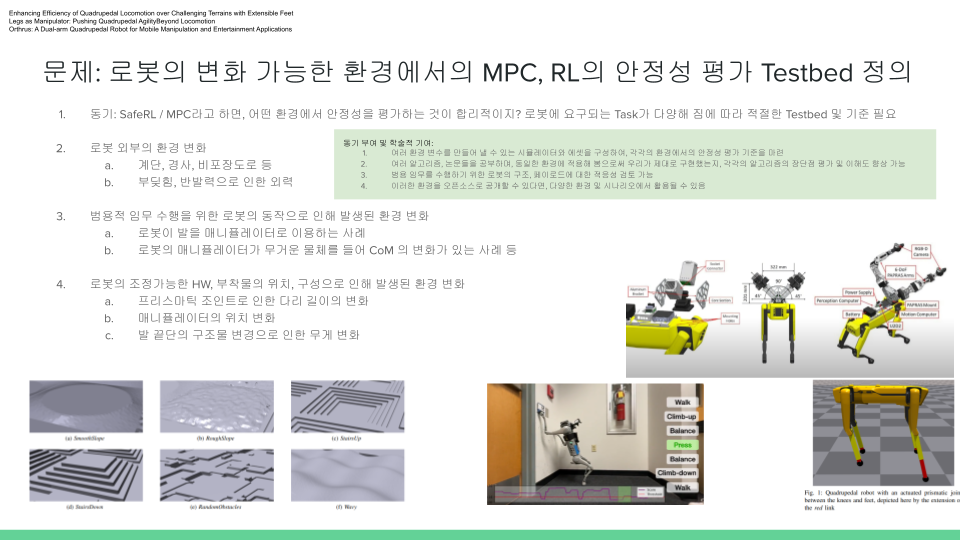 Enhancing Efficiency of Quadrupedal Locomotion over Challenging Terrains with Extensible Feet
Legs as Manipulator: Pushing Quadrupedal AgilityBeyond Locomotion
Orthrus: A Dual-arm Quadrupedal Robot for Mobile Manipulation and Entertainment Applications
문제: 로봇의 변화 가능한 환경에서의 MPC, RL의 안정성 평가 Testbed 정의
1. 동기: SafeRL / MPC라고 하면, 어떤 환경에서 안정성을 평가하는 것이 합리적이지? 로봇에 요구되는 Task가 다양해 짐에 따라 적절한 Testbed 및 기준 필요
2. 로봇 외부의 환경 변화
a. 계단, 경사, 비포장도로 등
b. 부딪힘, 반발력으로 인한 외력
동기 부여 및 학술적 기여:
1. 여러 환경 변수를 만들어 낼 수 있는 시뮬레이터와 에셋을 구성하여, 각각의 환경에서의 안정성 평가 기준을 마련
2. 여러 알고리즘, 논문들을 공부하며, 동일한 환경에 적용해 봄으로써 우리가 제대로 구현했는지, 각각의 알고리즘의 장단점 평가 및 이해도 향상 가능
3. 범용 임무를 수행하기 위한 로봇의 구조, 페이로드에 대한 적응성 검토 가능
4. 이러한 환경을 오픈소스로 공개할 수 있다면, 다양한 환경 및 시나리오에서 활용될 수 있음
3. 범용적 임무 수행을 위한 로봇의 동작으로 인해 발생된 환경 변화
a. 로봇이 발을 매니퓰레이터로 이용하는 사례
b. 로봇의 매니퓰레이터가 무거운 물체를 들어 CoM 의 변화가 있는 사례 등
4. 로봇의 조정가능한 HW, 부착물의 위치, 구성으로 인해 발생된 환경 변화
a. 프리스마틱 조인트로 인한 다리 길이의 변화
b. 매니퓰레이터의 위치 변화
c. 발 끝단의 구조물 변경으로 인한 무게 변화
522 mm
90°
45°
45°
RGB-D
Camera
6-DoF
PAPRAS Arms
Power Supply
Perception Computer
Battery
PAPRAS Mount
Motion Computer
(a) SmoothSlope
(b) RoughSlope
(c) StairsUp
(d) StairsDown
(e) RandomObstacles
(f) Wavy
Walk
Climb-up
Balance
Press
Balance
Climb-down
Walk
Fig. 1: Quadrupedal robot with an actuated prismatic join
between the knees and feet, depicted here by the extension o
the red link